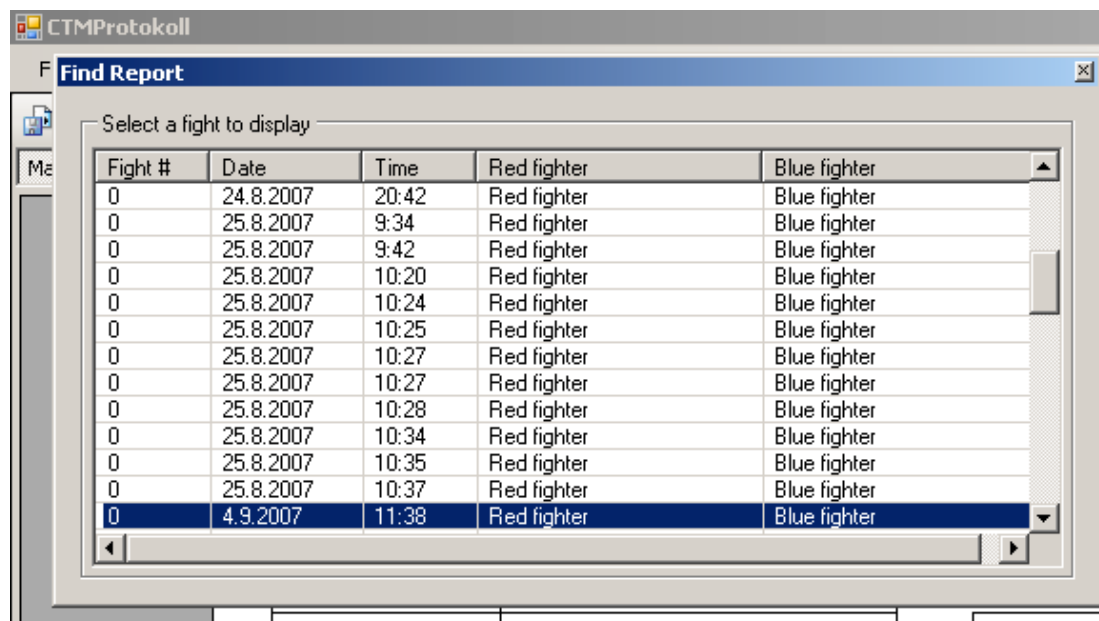 CTMProtokoll
F
Find Report
Select a fight to display
Ma
Fight # Date Time Red fighter Blue fighter
0 24.8.2007 20:42 Red fighter Blue fighter
0 25.8.2007 9:34 Red fighter Blue fighter
0 25.8.2007 9:42 Red fighter Blue fighter
0 25.8.2007 10:20 Red fighter Blue fighter
0 25.8.2007 10:24 Red fighter Blue fighter
0 25.8.2007 10:25 Red fighter Blue fighter
0 25.8.2007 10:27 Red fighter Blue fighter
0 25.8.2007 10:27 Red fighter Blue fighter
0 25.8.2007 10:28 Red fighter Blue fighter
0 25.8.2007 10:34 Red fighter Blue fighter
0 25.8.2007 10:35 Red fighter Blue fighter
0 25.8.2007 10:37 Red fighter Blue fighter
0 4.9.2007 11:38 Red fighter Blue fighter